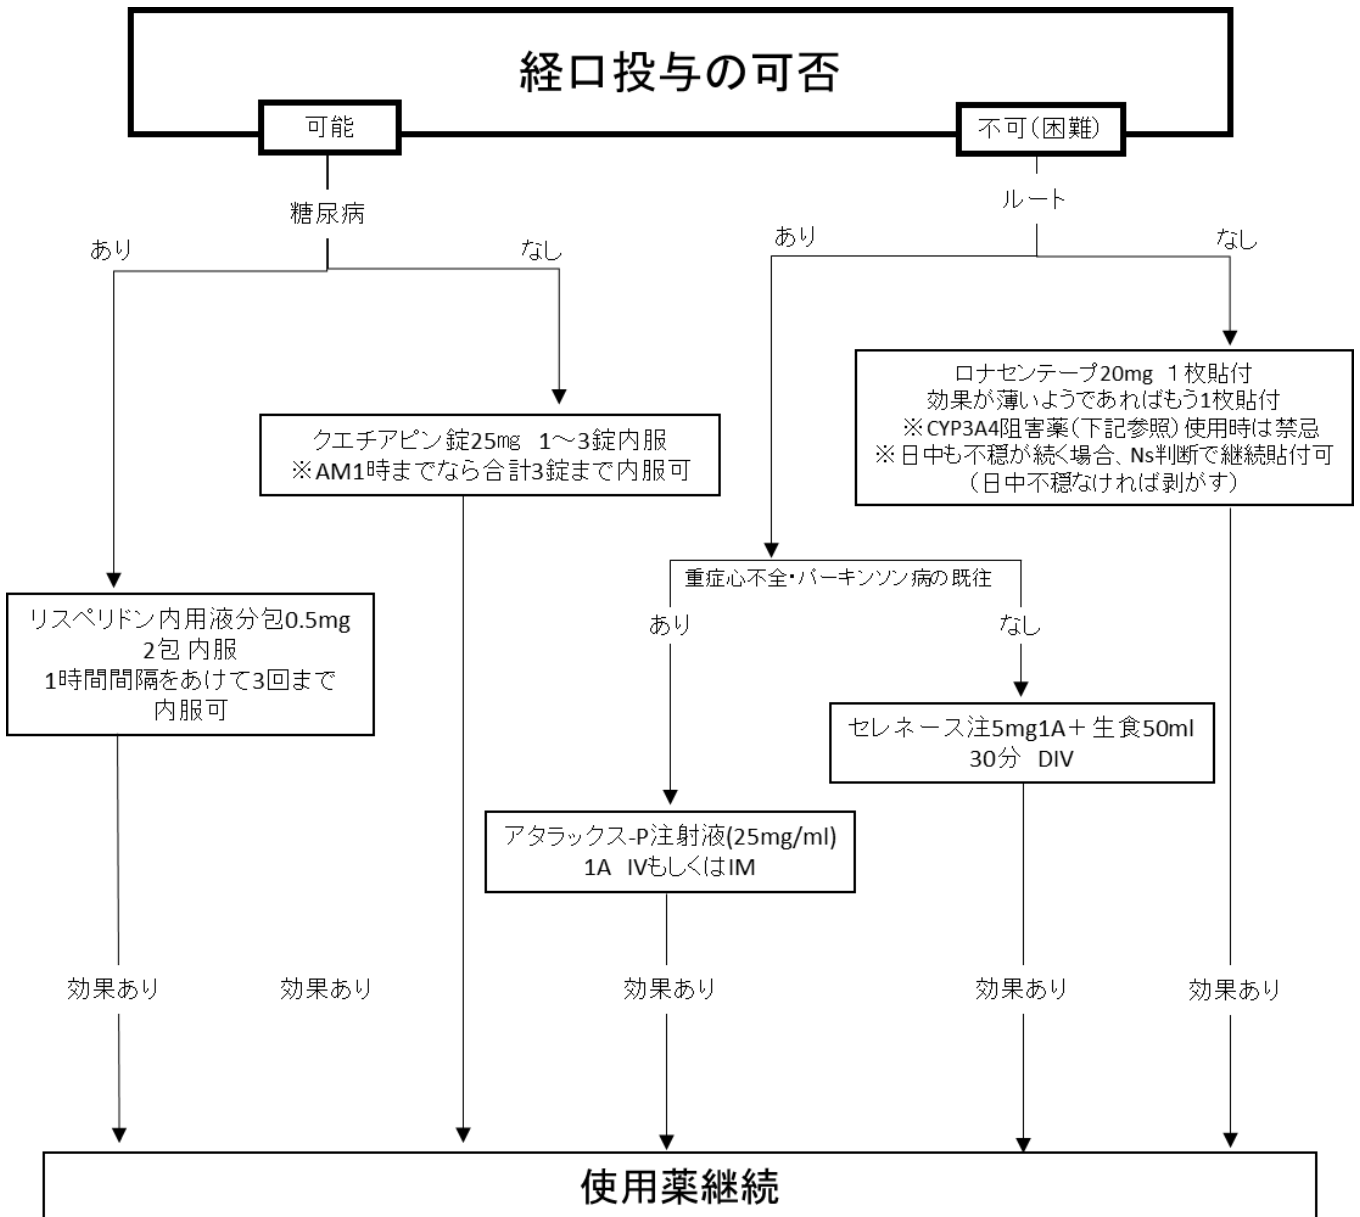 経口投与の可否
可能
不可(困難)
糖尿病
ルート
あり
なし
あり
なし
ロナセンテープ20mg 1枚貼付
効果が薄いようであればもう1枚貼付
※CYP3A4阻害薬(下記参照)使用時は禁忌
※日中も不穏が続く場合、Ns判断で継続貼付可
(日中不穏なければ剥がす)
クエチアピン錠25mg 1～3錠内服
※AM1時までなら合計3錠まで内服可
重症心不全・パーキンソン病の既往
あり
なし
リスペリドン内用液分包0.5mg
2包 内服
1時間間隔をあけて3回まで
内服可
セレネース注5mg1A＋生食50ml
30分 DIV
アタラックス-P注射液(25mg/ml)
1A IVもしくはIM
効果あり
効果あり
効果あり
効果あり
効果あり
使用薬継続